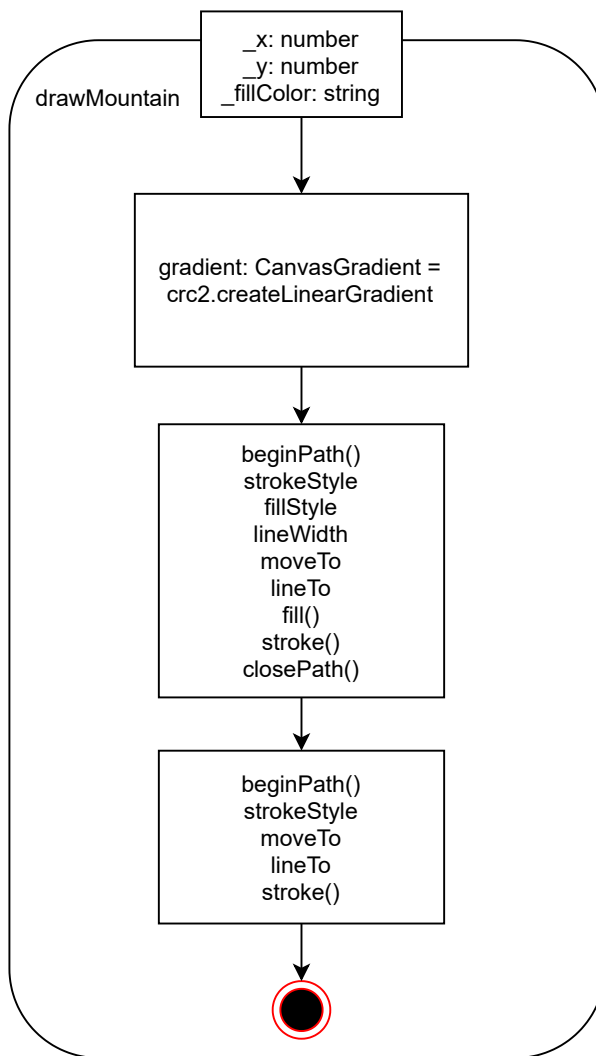 _x: number
_y: number
_fillColor: string
drawMountain
gradient: CanvasGradient =
crc2.createLinearGradient
beginPath()
strokeStyle
fillStyle
lineWidth
moveTo
lineTo
fill()
stroke()
closePath()
beginPath()
strokeStyle
moveTo
lineTo
stroke()